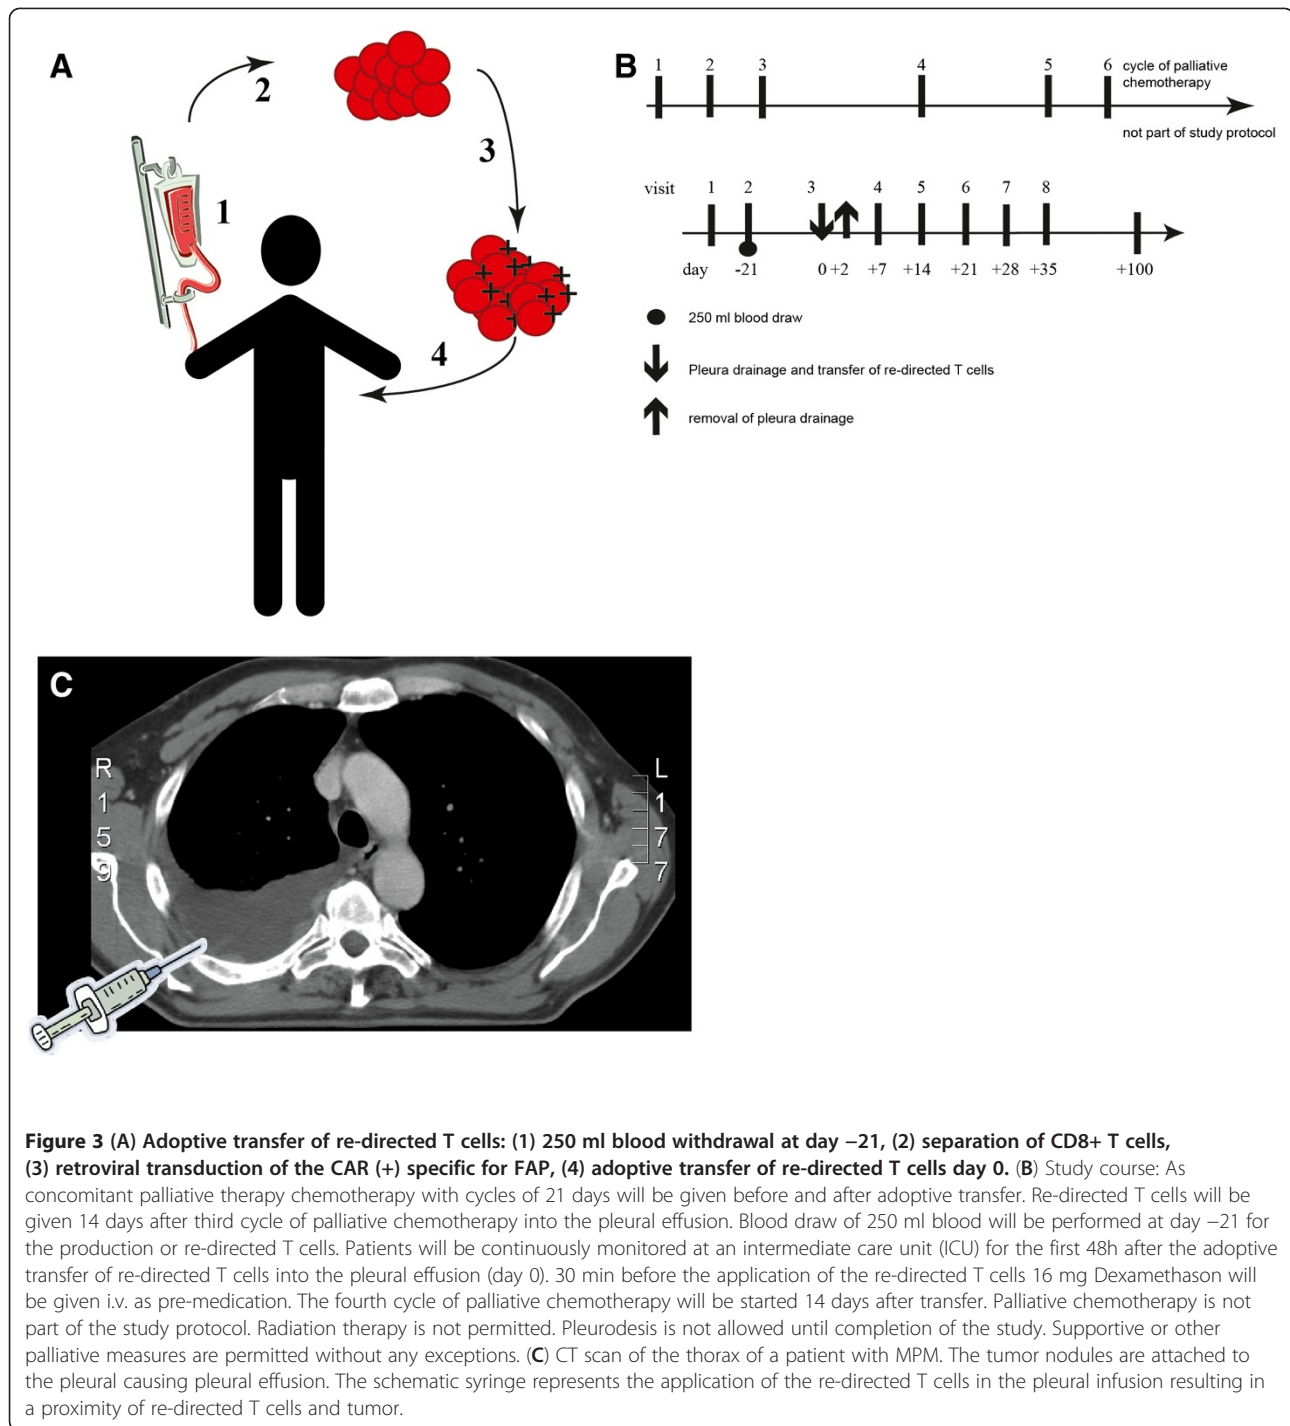 A
1
2
3
4
B
1 2 3 4 5 6 cycle of palliative
chemotherapy
not part of study protocol
visit 1 2 3 4 5 6 7 8
day -21 0 +2 +7 +14 +21 +28 +35 +100
250 ml blood draw
Pleura drainage and transfer of re-directed T cells
removal of pleura drainage
C
R
1
5
9
L
1
7
7
Figure 3 (A) Adoptive transfer of re-directed T cells: (1) 250 ml blood withdrawal at day −21, (2) separation of CD8+ T cells,
(3) retroviral transduction of the CAR (+) specific for FAP, (4) adoptive transfer of re-directed T cells day 0. (B) Study course: As
concomitant palliative therapy chemotherapy with cycles of 21 days will be given before and after adoptive transfer. Re-directed T cells will be
given 14 days after third cycle of palliative chemotherapy into the pleural effusion. Blood draw of 250 ml blood will be performed at day −21 for
the production or re-directed T cells. Patients will be continuously monitored at an intermediate care unit (ICU) for the first 48h after the adoptive
transfer of re-directed T cells into the pleural effusion (day 0). 30 min before the application of the re-directed T cells 16 mg Dexamethason will
be given i.v. as pre-medication. The fourth cycle of palliative chemotherapy will be started 14 days after transfer. Palliative chemotherapy is not
part of the study protocol. Radiation therapy is not permitted. Pleurodesis is not allowed until completion of the study. Supportive or other
palliative measures are permitted without any exceptions. (C) CT scan of the thorax of a patient with MPM. The tumor nodules are attached to
the pleural causing pleural effusion. The schematic syringe represents the application of the re-directed T cells in the pleural infusion resulting in
a proximity of re-directed T cells and tumor.